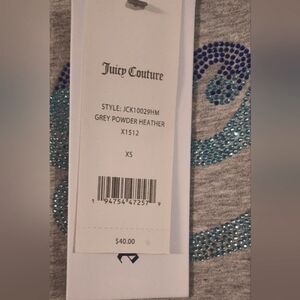 Juicy Couture
STYLE: JCK10029HM
GREY POWDER HEATHER
X1512
XS
1 94754 47257 9
$40.00